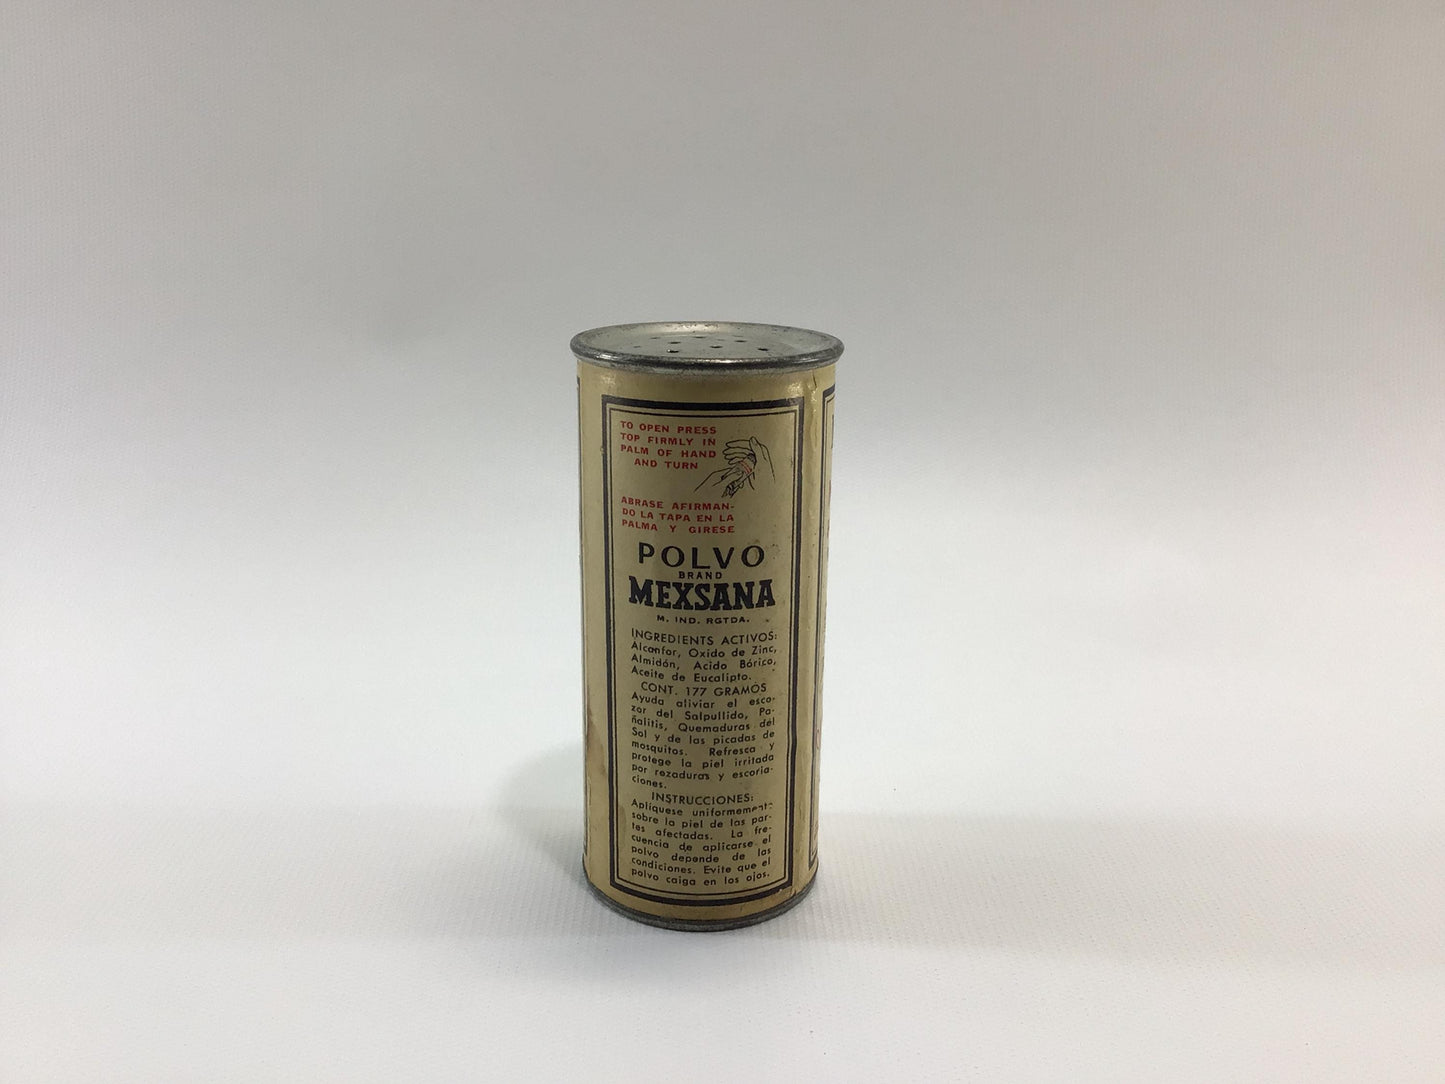 TO OPEN PRESS
TOP FIRMLY IN
PALM OF HAND
AND TURN
ABRASE AFIRMAN-
DO LA TAPA EN LA
PALMA Y GIRESE
POLVO
BRAND
MEXSANA
M. IND. RGTDA.
INGREDIENTS ACTIVOS:
Alcanfor, Oxido de Zinc,
Almidón, Acido Bórico,
Aceite de Eucalipto.
CONT. 177 GRAMOS
Ayuda aliviar el esco-
zor del Salpullido, Pa-
ñalitis, Quemaduras del
Sol y de las picadas de
mosquitos. Refresca y
protege la piel irritada
por rozaduras y escoria-
ciones.
INSTRUCCIONES:
Aplíquese uniformemente
sobre la piel de las par-
tes afectadas. La fre-
cuencia de aplicarse el
polvo depende de las
condiciones. Evite que el
polvo caiga en los ojos.